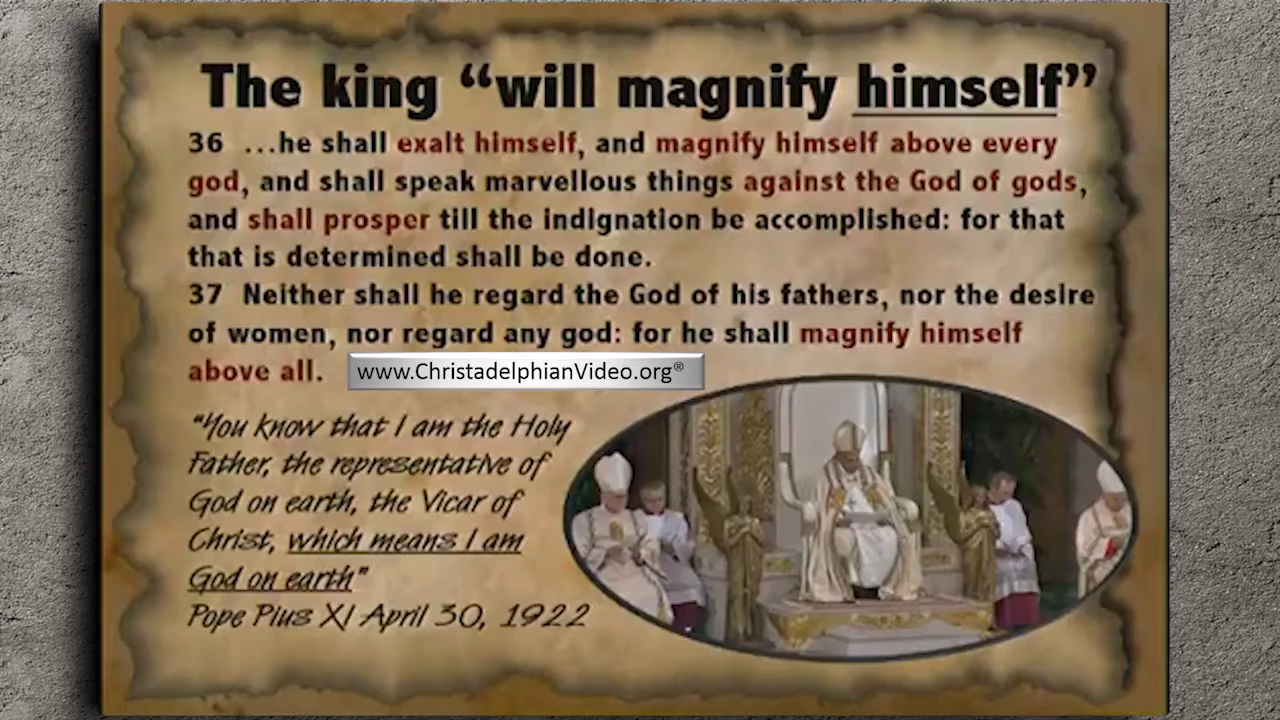 The king “will magnify himself”
36 ...he shall exalt himself, and magnify himself above every
god, and shall speak marvellous things against the God of gods,
and shall prosper till the indignation be accomplished: for that
that is determined shall be done.
37 Neither shall he regard the God of his fathers, nor the desire
of women, nor regard any god: for he shall magnify himself
above all.
www.ChristadelphianVideo.org®
“You know that I am the Holy
Father, the representative of
God on earth, the Vicar of
Christ, which means I am
God on earth”
Pope Pius XI April 30, 1922